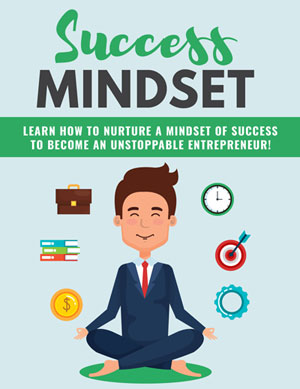 Success
MINDSET
LEARN HOW TO NURTURE A MINDSET OF SUCCESS
TO BECOME AN UNSTOPPABLE ENTREPRENEUR!
$